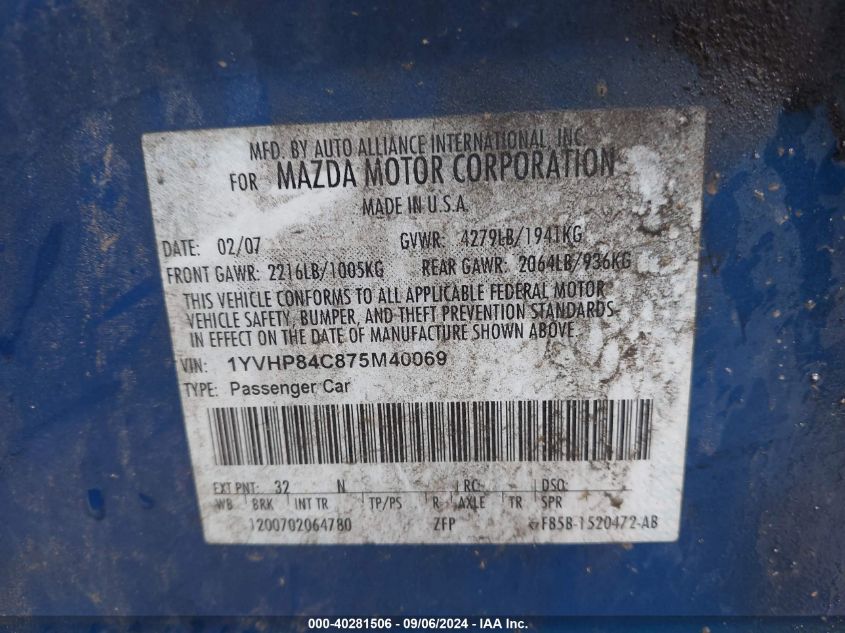 MFD. BY AUTO ALLIANCE INTERNATIONAL, INC.
FOR MAZDA MOTOR CORPORATION
MADE IN U.S.A.
DATE: 02/07 GVWR: 4279LB/1941KG
FRONT GAWR: 2216LB/1005KG REAR GAWR: 2064LB/936KG
THIS VEHICLE CONFORMS TO ALL APPLICABLE FEDERAL MOTOR
VEHICLE SAFETY, BUMPER, AND THEFT PREVENTION STANDARDS
IN EFFECT ON THE DATE OF MANUFACTURE SHOWN ABOVE.
VIN: 1YVHP84C875M40069
TYPE: Passenger Car
EXT PNT: 32 N RC: DSO:
WB BRK INT TR TP/PS R AXLE TR SPR
1200702064780 ZFP F85B-1520472-AB
000-40281506 - 09/06/2024 - IAA Inc.